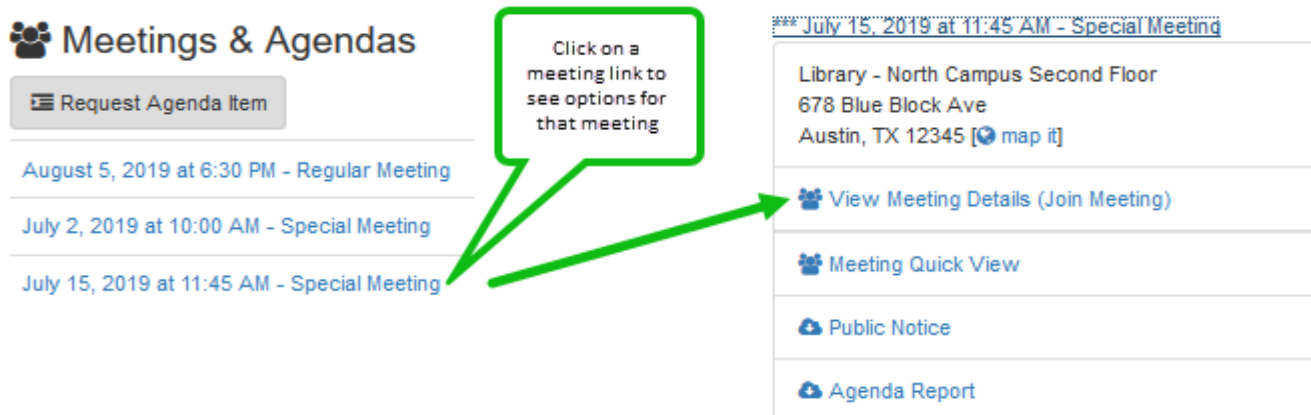 Meetings & Agendas
Request Agenda Item
August 5, 2019 at 6:30 PM - Regular Meeting
July 2, 2019 at 10:00 AM - Special Meeting
July 15, 2019 at 11:45 AM - Special Meeting
Click on a
meeting link to
see options for
that meeting
*** July 15, 2019 at 11:45 AM - Special Meeting
Library - North Campus Second Floor
678 Blue Block Ave
Austin, TX 12345 [map it]
View Meeting Details (Join Meeting)
Meeting Quick View
Public Notice
Agenda Report